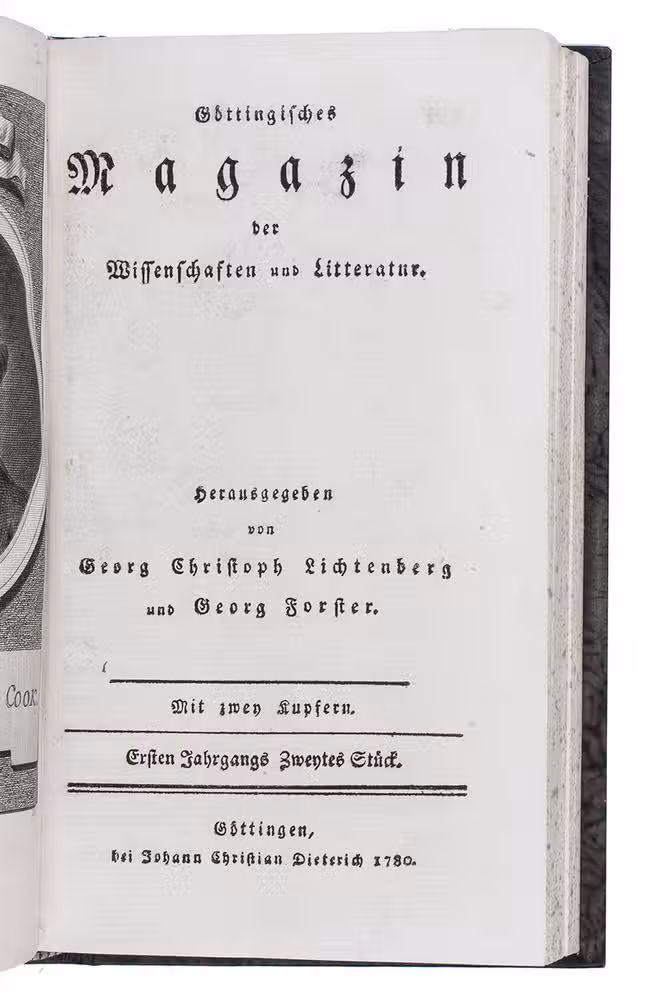 Göttingisches
Magazin
der
Wissenschaften und Litteratur.
Herausgegeben
von
Georg Christoph Lichtenberg
und Georg Forster.
Mit zwey Kupfern.
Ersten Jahrgangs Zweytes Stück.
Göttingen,
bei Johann Christian Dieterich 1780.
COOK